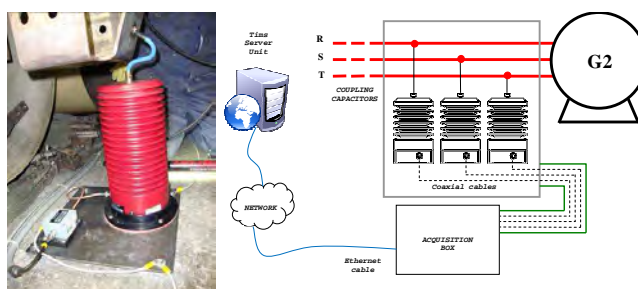 Tims
Server
Unit
R
S
T
COUPLING
CAPACITORS
G2
Coaxial cables
NETWORK
Ethernet
cable
ACQUISITION
BOX